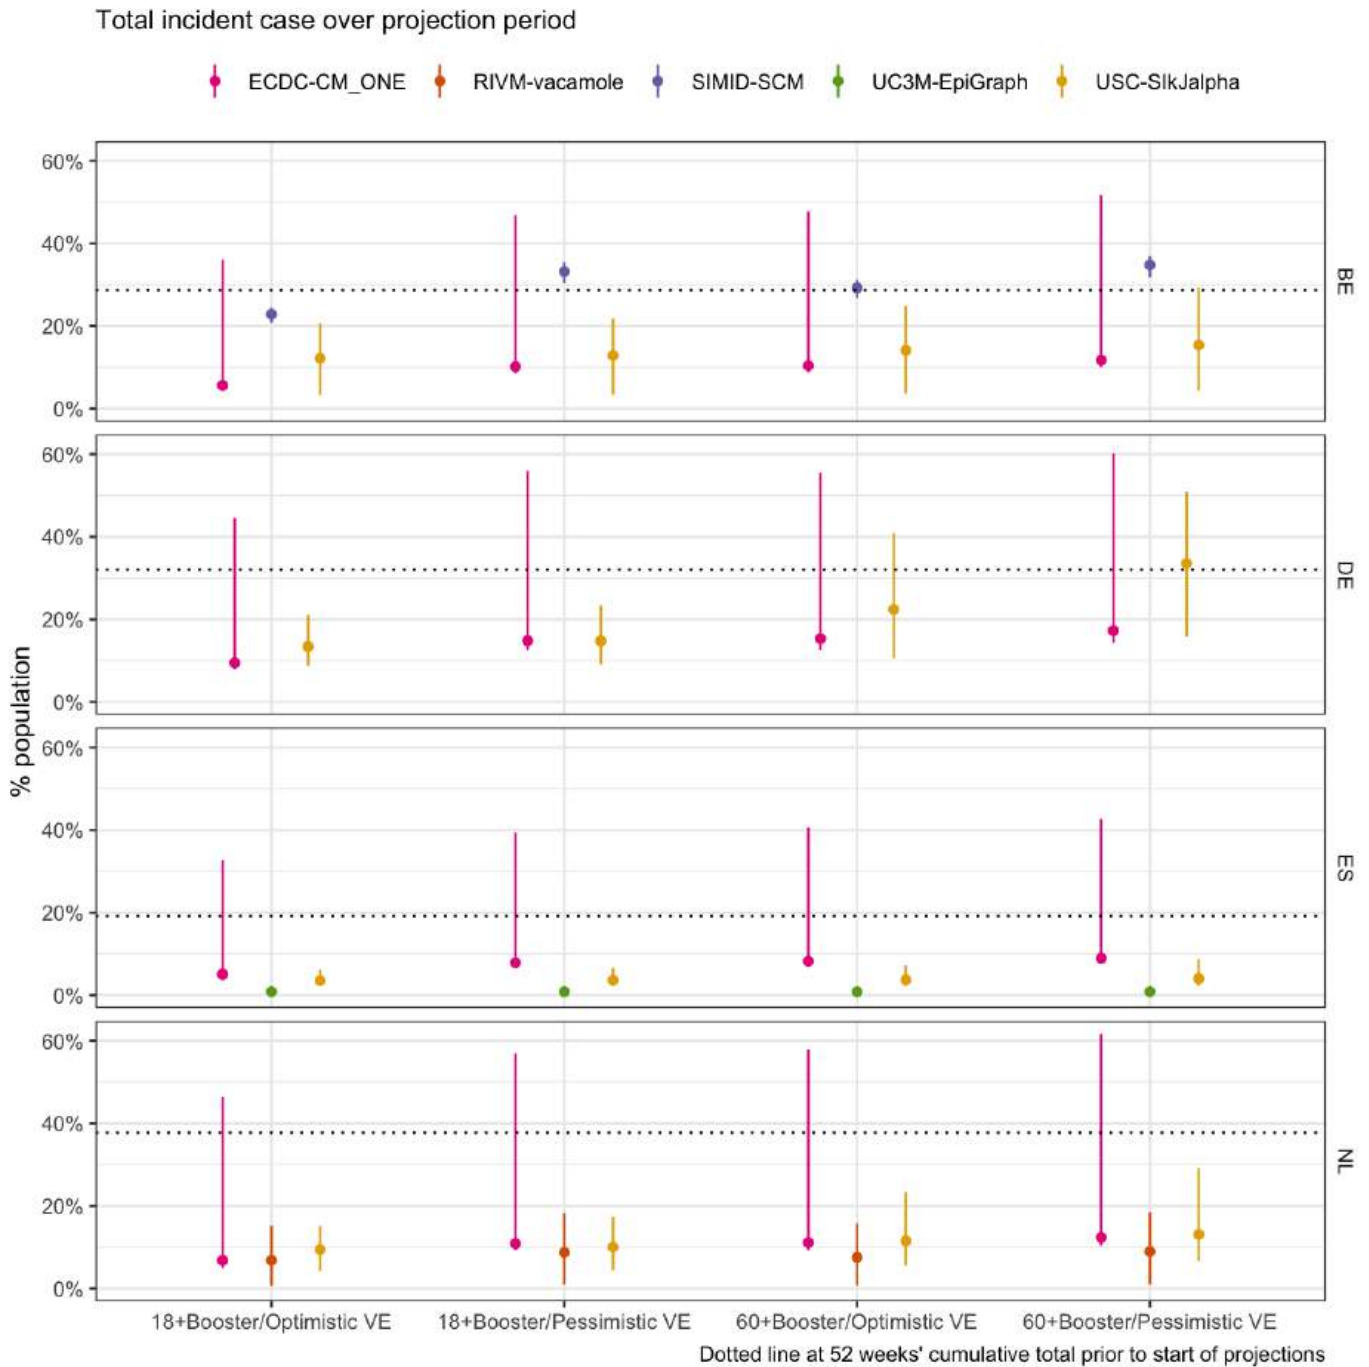 Total incident case over projection period
ECDC-CM_ONE RIVM-vacamole SIMID-SCM UC3M-EpiGraph USC-SIkJalpha
% population
60%
40%
20%
0%
BE
60%
40%
20%
0%
DE
60%
40%
20%
0%
ES
60%
40%
20%
0%
NL
18+Booster/Optimistic VE 18+Booster/Pessimistic VE 60+Booster/Optimistic VE 60+Booster/Pessimistic VE
Dotted line at 52 weeks' cumulative total prior to start of projections